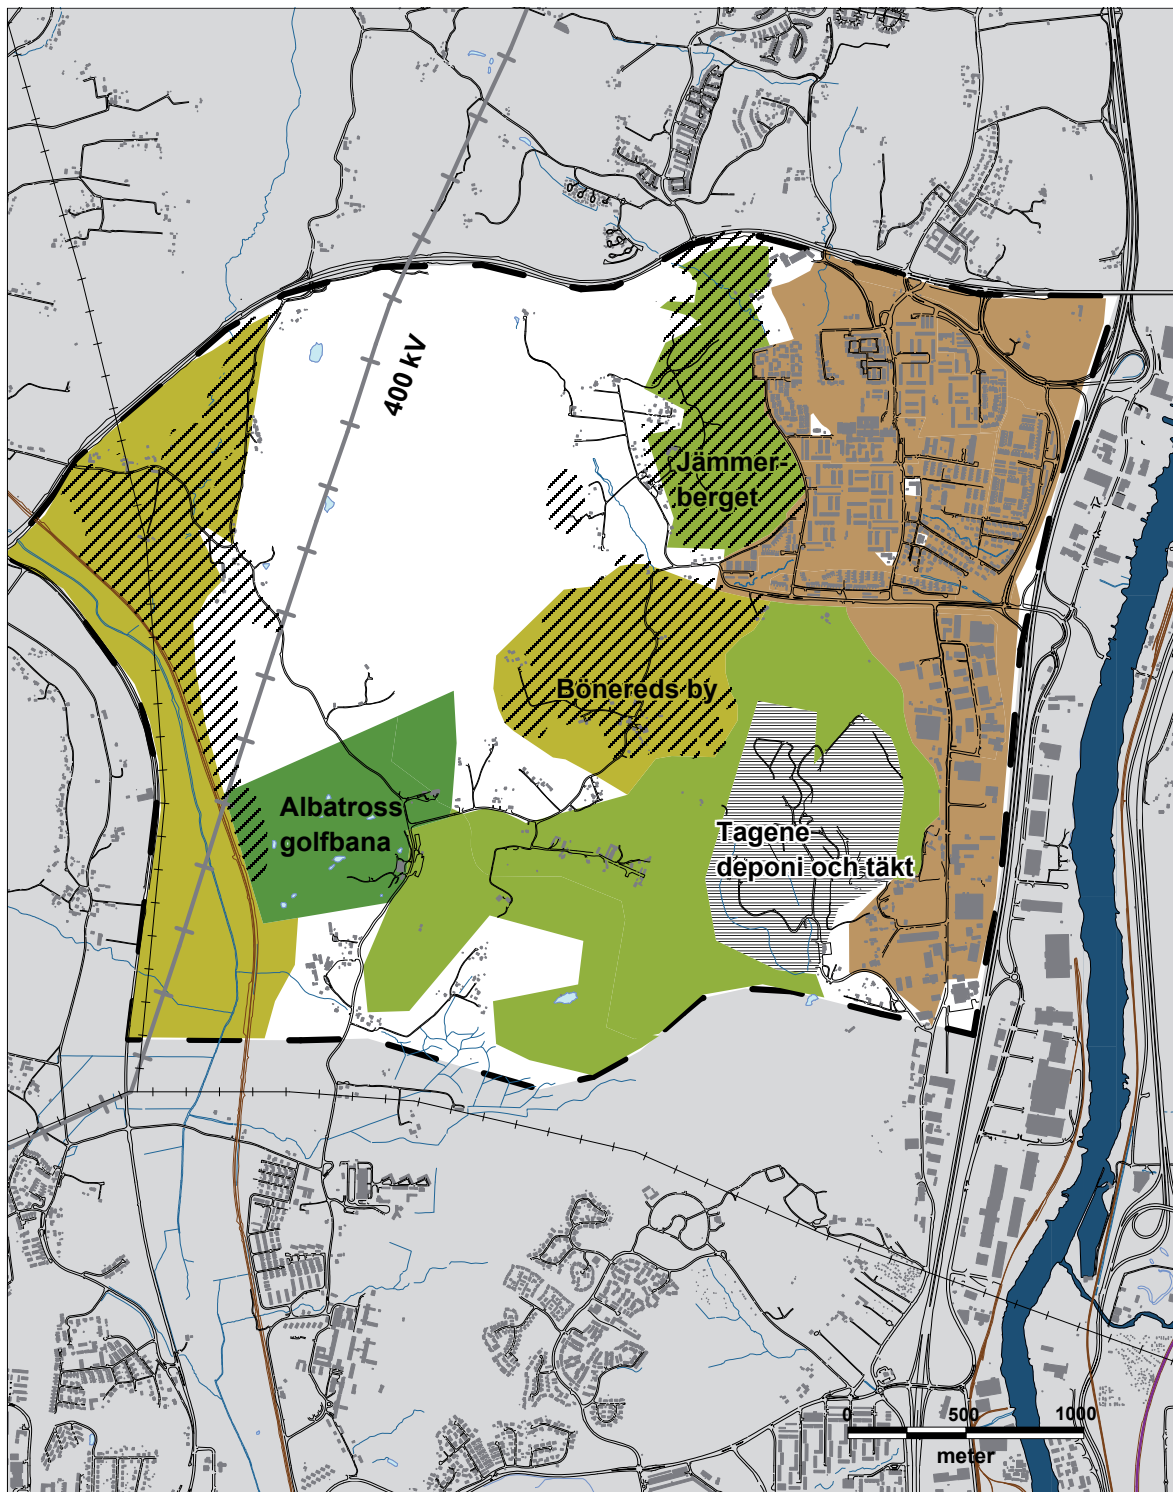 400 kV
Jämmer-
berget
Bönereds by
Albatross
golfbana
Tagene
deponi och täkt
0 500 1000
meter